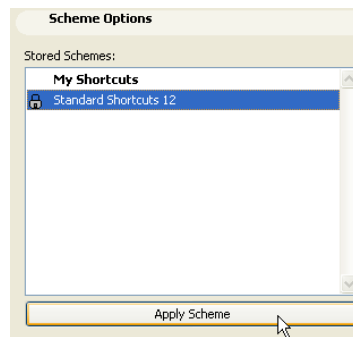 Scheme Options
Stored Schemes:
My Shortcuts
Standard Shortcuts 12
Apply Scheme